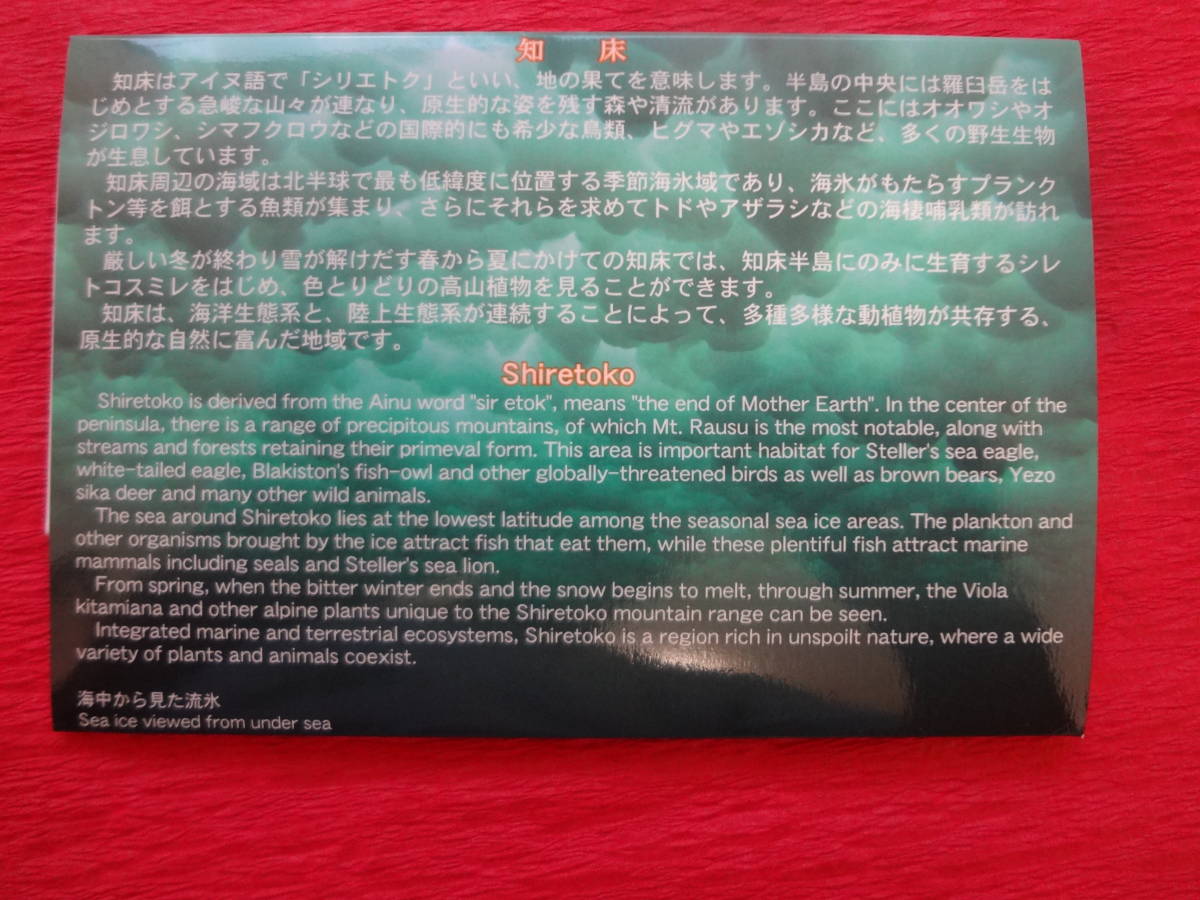 知　床
知床はアイヌ語で「シリエトク」といい、地の果てを意味します。半島の中央には羅臼岳をは
じめとする急峻な山々が連なり、原生的な姿を残す森や清流があります。ここにはオオワシやオ
ジロワシ、シマフクロウなどの国際的にも希少な鳥類、ヒグマやエゾシカなど、多くの野生生物
が生息しています。
知床周辺の海域は北半球で最も低緯度に位置する季節海氷域であり、海氷がもたらすプランク
トン等を餌とする魚類が集まり、さらにそれらを求めてトドやアザラシなどの海棲哺乳類が訪れ
ます。
厳しい冬が終わり雪が解けだす春から夏にかけての知床では、知床半島にのみに生育するシレ
トコスミレをはじめ、色とりどりの高山植物を見ることができます。
知床は、海洋生態系と、陸上生態系が連続することによって、多種多様な動植物が共存する、
原生的な自然に富んだ地域です。
Shiretoko
Shiretoko is derived from the Ainu word "sir etok", means "the end of Mother Earth". In the center of the
peninsula, there is a range of precipitous mountains, of which Mt. Rausu is the most notable, along with
streams and forests retaining their primeval form. This area is important habitat for Steller's sea eagle,
white-tailed eagle, Blakiston's fish-owl and other globally-threatened birds as well as brown bears, Yezo
sika deer and many other wild animals.
The sea around Shiretoko lies at the lowest latitude among the seasonal sea ice areas. The plankton and
other organisms brought by the ice attract fish that eat them, while these plentiful fish attract marine
mammals including seals and Steller's sea lion.
From spring, when the bitter winter ends and the snow begins to melt, through summer, the Viola
kitamiana and other alpine plants unique to the Shiretoko mountain range can be seen.
Integrated marine and terrestrial ecosystems, Shiretoko is a region rich in unspoilt nature, where a wide
variety of plants and animals coexist.
海中から見た流氷
Sea ice viewed from under sea